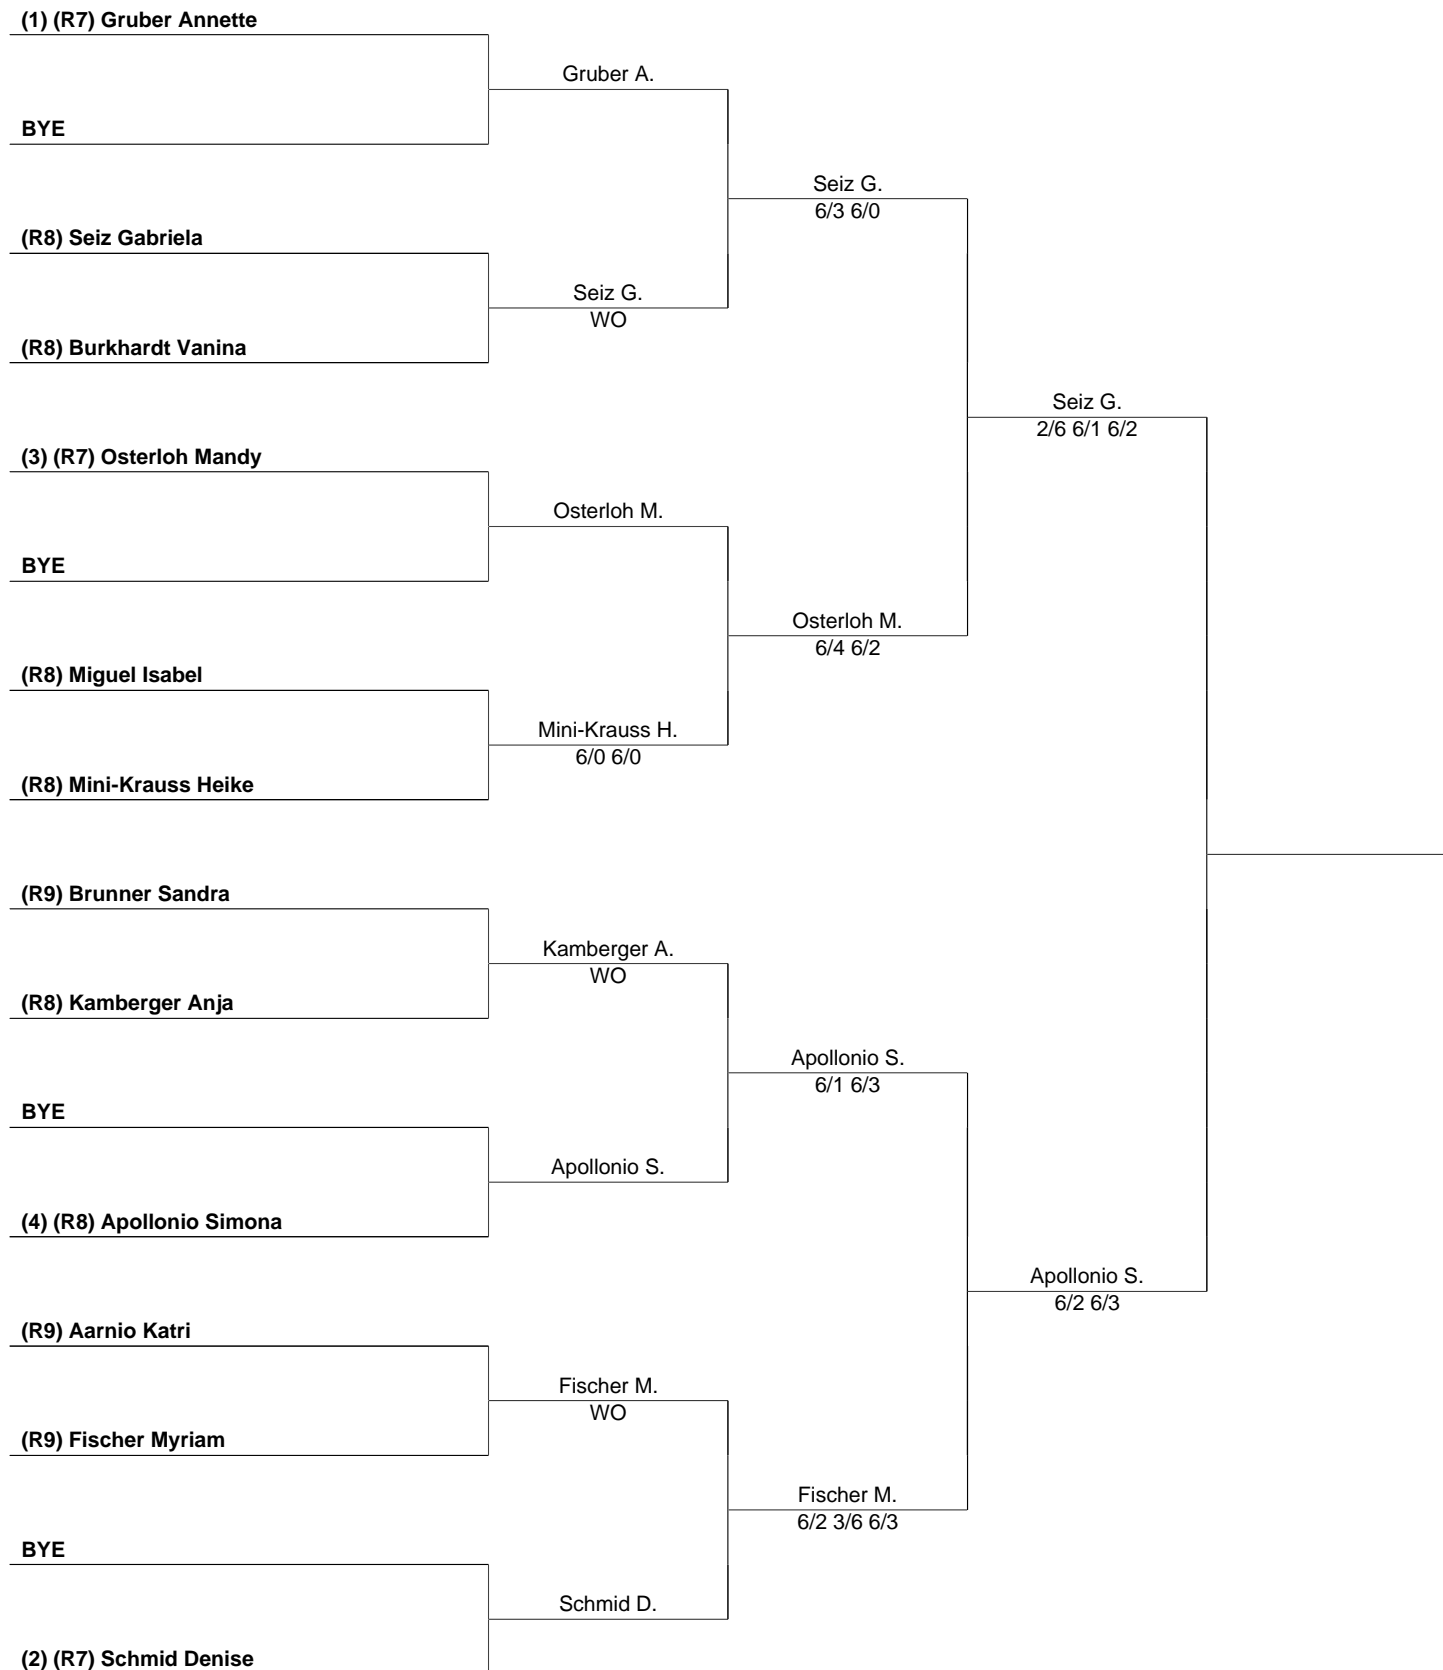 (1) (R7) Gruber Annette
Gruber A.
BYE
Seiz G.
6/3 6/0
(R8) Seiz Gabriela
Seiz G.
WO
(R8) Burkhardt Vanina
Seiz G.
2/6 6/1 6/2
(3) (R7) Osterloh Mandy
Osterloh M.
BYE
Osterloh M.
6/4 6/2
(R8) Miguel Isabel
Mini-Krauss H.
6/0 6/0
(R8) Mini-Krauss Heike
(R9) Brunner Sandra
Kamberger A.
WO
(R8) Kamberger Anja
Apollonio S.
6/1 6/3
BYE
Apollonio S.
(4) (R8) Apollonio Simona
Apollonio S.
6/2 6/3
(R9) Aarnio Katri
Fischer M.
WO
(R9) Fischer Myriam
Fischer M.
6/2 3/6 6/3
BYE
Schmid D.
(2) (R7) Schmid Denise